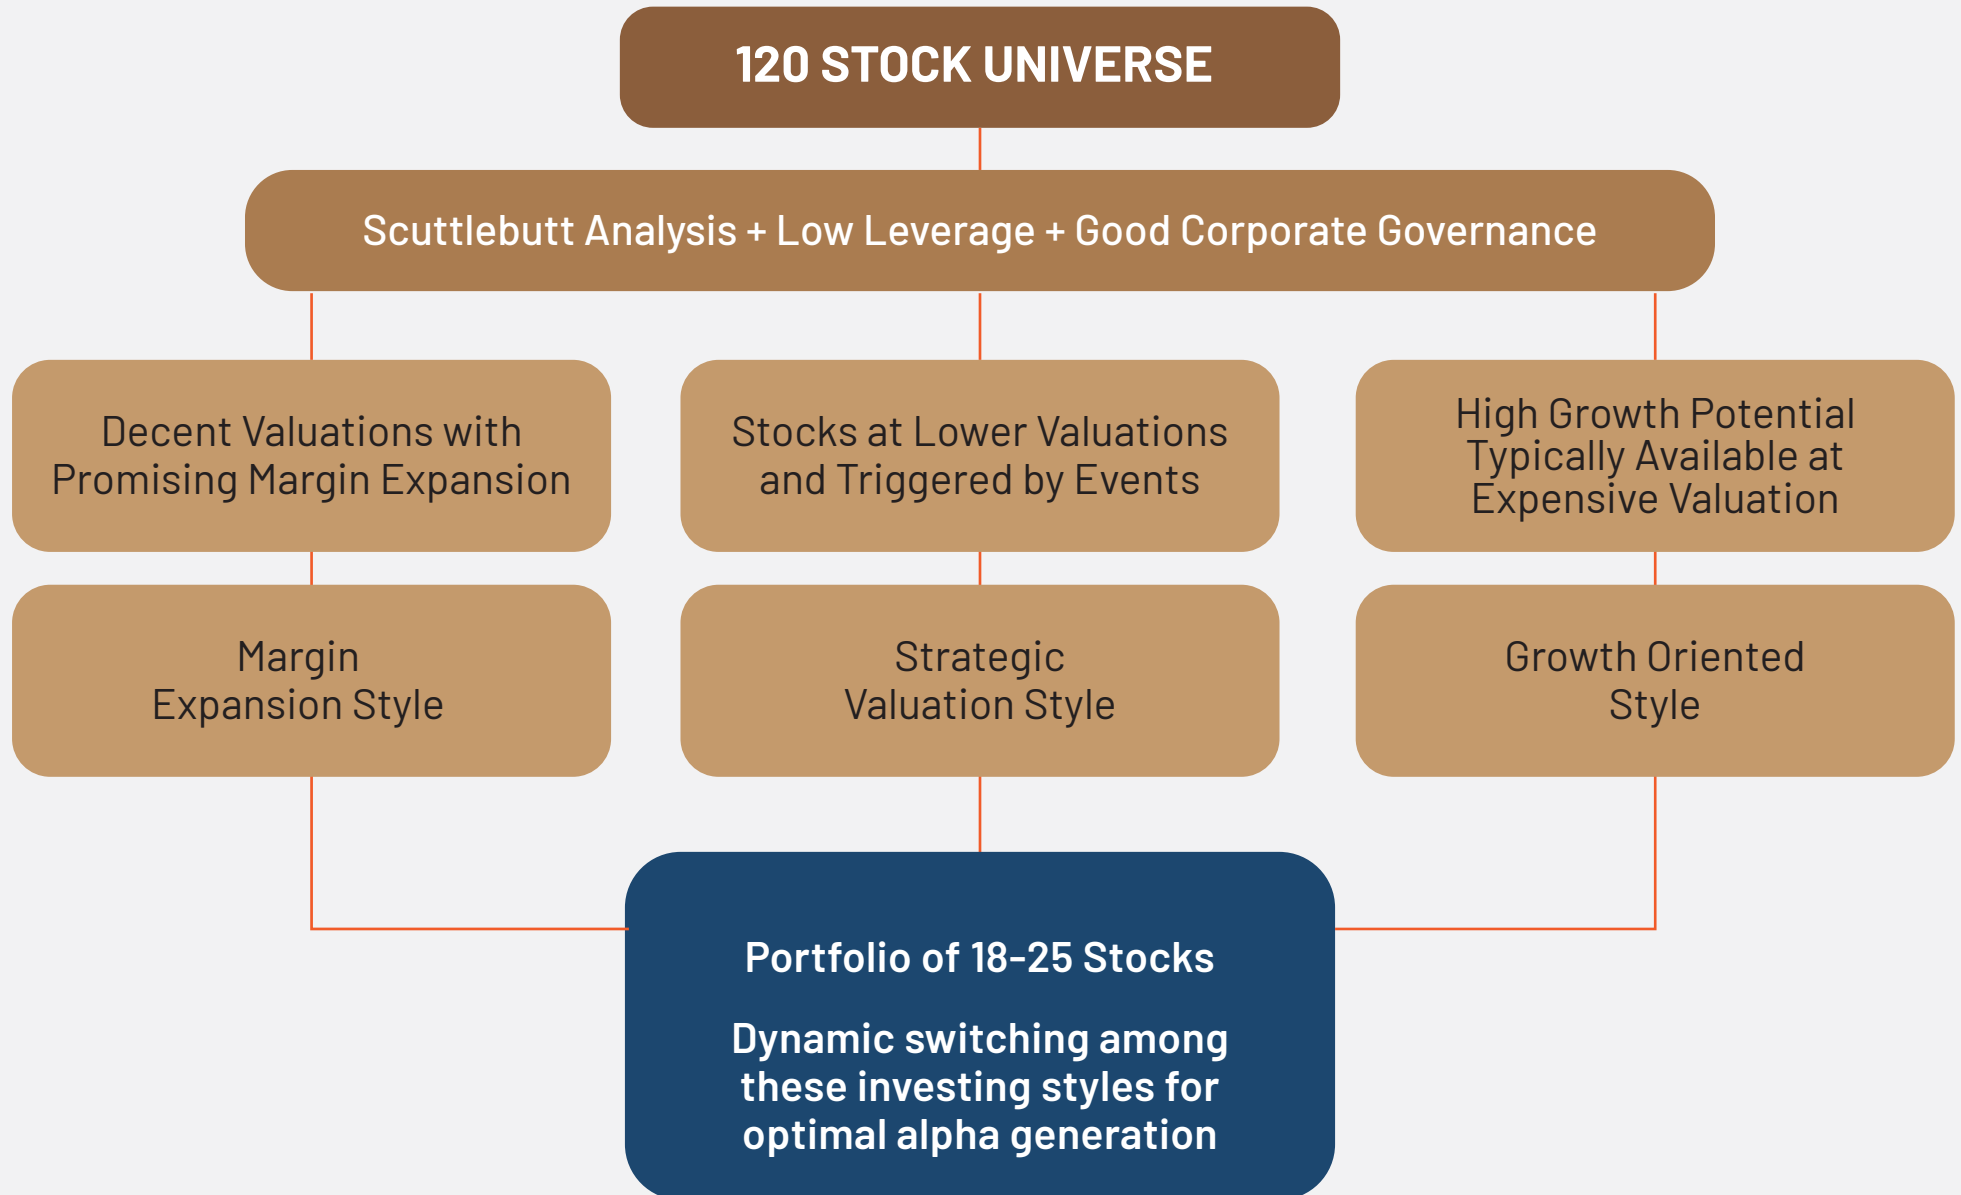 120 STOCK UNIVERSE
Scuttlebutt Analysis + Low Leverage + Good Corporate Governance
Decent Valuations with
Promising Margin Expansion
Stocks at Lower Valuations
and Triggered by Events
High Growth Potential
Typically Available at
Expensive Valuation
Margin
Expansion Style
Strategic
Valuation Style
Growth Oriented
Style
Portfolio of 18-25 Stocks
Dynamic switching among
these investing styles for
optimal alpha generation